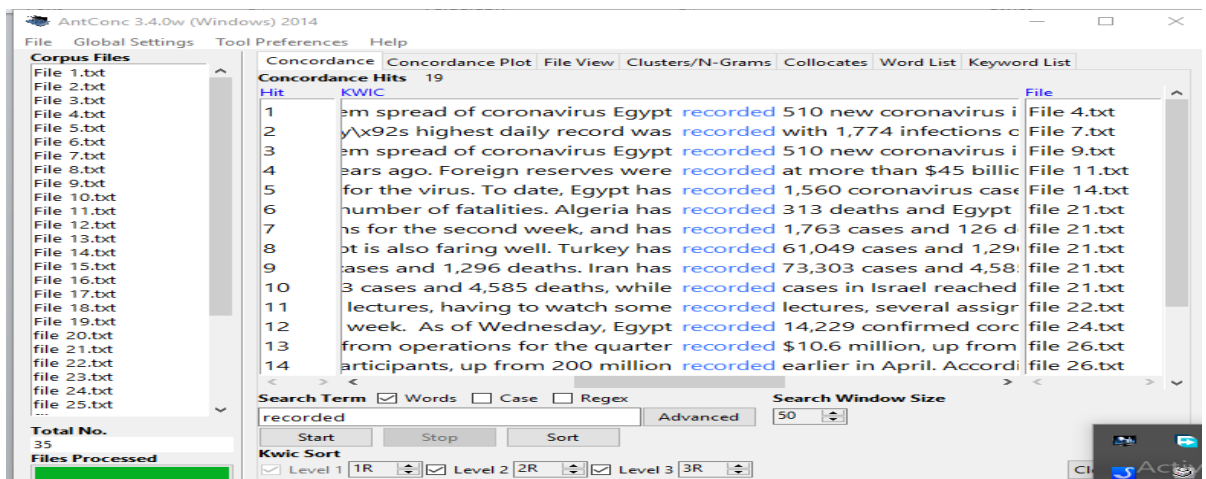 AntConc 3.4.0w (Windows) 2014
File Global Settings Tool Preferences Help
Corpus Files
File 1.txt
File 2.txt
File 3.txt
File 4.txt
File 5.txt
File 6.txt
File 7.txt
File 8.txt
File 9.txt
File 10.txt
File 11.txt
File 12.txt
File 13.txt
File 14.txt
File 15.txt
File 16.txt
File 17.txt
File 18.txt
File 19.txt
file 20.txt
file 21.txt
file 22.txt
file 23.txt
file 24.txt
file 25.txt
Total No.
35
Files Processed
Concordance Concordance Plot File View Clusters/N-Grams Collocates Word List Keyword List
Concordance Hits 19
Hit KWIC File
1 em spread of coronavirus Egypt recorded 510 new coronavirus i File 4.txt
2 y\x92s highest daily record was recorded with 1,774 infections o File 7.txt
3 em spread of coronavirus Egypt recorded 510 new coronavirus i File 9.txt
4 ears ago. Foreign reserves were recorded at more than $45 billic File 11.txt
5 for the virus. To date, Egypt has recorded 1,560 coronavirus case File 14.txt
6 number of fatalities. Algeria has recorded 313 deaths and Egypt file 21.txt
7 ns for the second week, and has recorded 1,763 cases and 126 d file 21.txt
8 pt is also faring well. Turkey has recorded 61,049 cases and 1,29 file 21.txt
9 cases and 1,296 deaths. Iran has recorded 73,303 cases and 4,58 file 21.txt
10 3 cases and 4,585 deaths, while recorded cases in Israel reached file 21.txt
11 lectures, having to watch some recorded lectures, several assigr file 22.txt
12 week. As of Wednesday, Egypt recorded 14,229 confirmed corc file 24.txt
13 from operations for the quarter recorded $10.6 million, up from file 26.txt
14 articipants, up from 200 million recorded earlier in April. Accordi file 26.txt
Search Term Words Case Regex Search Window Size
recorded Advanced 50
Start Stop Sort
Kwic Sort
Level 1 1R Level 2 2R Level 3 3R